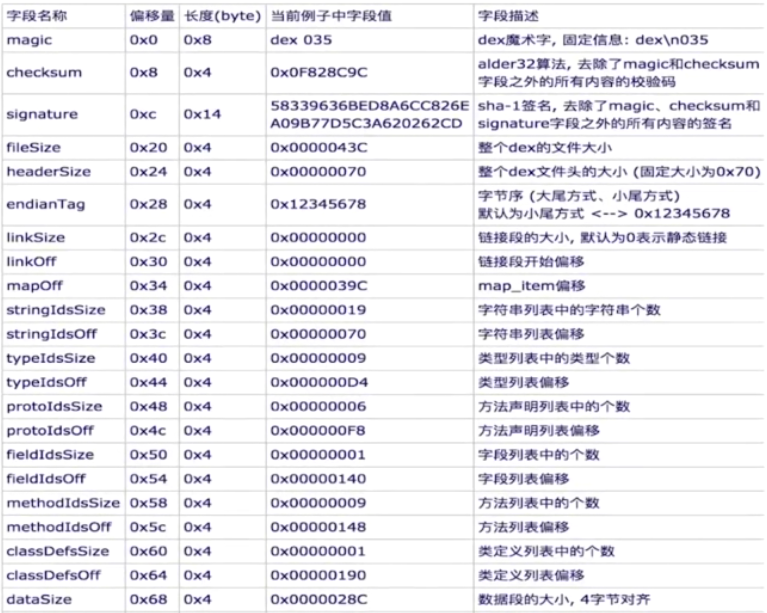 字段名称 偏移量 长度(byte) 当前例子中字段值 字段描述
magic 0x0 0x8 dex 035 dex魔术字, 固定信息: dex\n035
checksum 0x8 0x4 0x0F828C9C alder32算法, 去除了magic和checksum
字段之外的所有内容的校验码
signature 0xc 0x14 58339636BED8A6CC826E
A09B77D5C3A620262CD sha-1签名, 去除了magic、checksum和
signature字段之外的所有内容的签名
fileSize 0x20 0x4 0x0000043C 整个dex的文件大小
headerSize 0x24 0x4 0x00000070 整个dex文件头的大小 (固定大小为0x70)
endianTag 0x28 0x4 0x12345678 字节序 (大尾方式、小尾方式)
默认为小尾方式 <--> 0x12345678
linkSize 0x2c 0x4 0x00000000 链接段的大小, 默认为0表示静态链接
linkOff 0x30 0x4 0x00000000 链接段开始偏移
mapOff 0x34 0x4 0x0000039C map_item偏移
stringIdsSize 0x38 0x4 0x00000019 字符串列表中的字符串个数
stringIdsOff 0x3c 0x4 0x00000070 字符串列表偏移
typeIdsSize 0x40 0x4 0x00000009 类型列表中的类型个数
typeIdsOff 0x44 0x4 0x000000D4 类型列表偏移
protoIdsSize 0x48 0x4 0x00000006 方法声明列表中的个数
protoIdsOff 0x4c 0x4 0x000000F8 方法声明列表偏移
fieldIdsSize 0x50 0x4 0x00000001 字段列表中的个数
fieldIdsOff 0x54 0x4 0x00000140 字段列表偏移
methodIdsSize 0x58 0x4 0x00000009 方法列表中的个数
methodIdsOff 0x5c 0x4 0x00000148 方法列表偏移
classDefsSize 0x60 0x4 0x00000001 类定义列表中的个数
classDefsOff 0x64 0x4 0x00000190 类定义列表偏移
dataSize 0x68 0x4 0x0000028C 数据段的大小, 4字节对齐